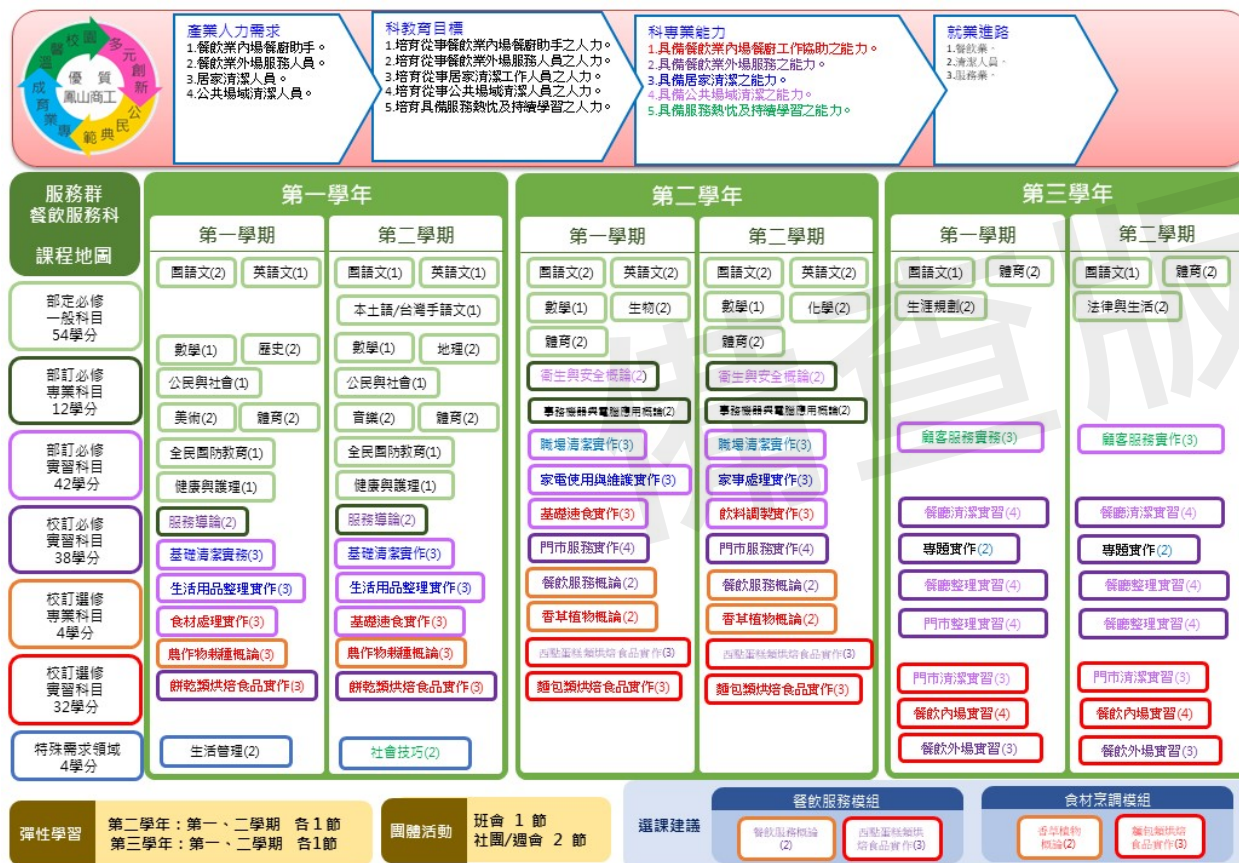 溫馨校園
多元創新
公民典範
專業育成
優質
鳳山商工
產業人力需求
1.餐飲業內場餐廚助手。
2.餐飲業外場服務人員。
3.居家清潔人員。
4.公共場域清潔人員。
科教育目標
1.培育從事餐飲業內場餐廚助手之人力。
2.培育從事餐飲業外場服務人員之人力。
3.培育從事居家清潔工作人員之人力。
4.培育從事公共場域清潔人員之人力。
5.培育具備服務熱忱及持續學習之人力。
科專業能力
1.具備餐飲業內場餐廚工作協助之能力。
2.具備餐飲業外場服務之能力。
3.具備居家清潔之能力。
4.具備公共場域清潔之能力。
5.具備服務熱忱及持續學習之能力。
就業進路
1.餐飲業。
2.清潔人員。
3.服務業。
服務群
餐飲服務科
課程地圖
第一學年
第二學年
第三學年
第一學期
第二學期
第一學期
第二學期
第一學期
第二學期
部定必修
一般科目
54學分
部訂必修
專業科目
12學分
部訂必修
實習科目
42學分
校訂必修
實習科目
38學分
校訂選修
專業科目
4學分
校訂選修
實習科目
32學分
特殊需求領域
4學分
國語文(2) 英語文(1)
數學(1) 歷史(2)
公民與社會(1)
美術(2) 體育(2)
全民國防教育(1)
健康與護理(1)
服務導論(2)
基礎清潔實務(3)
生活用品整理實作(3)
食材處理實作(3)
農作物栽種概論(3)
餅乾類烘焙食品實作(3)
生活管理(2)
國語文(1) 英語文(1)
本土語/台灣手語文(1)
數學(1) 地理(2)
公民與社會(1)
音樂(2) 體育(2)
全民國防教育(1)
健康與護理(1)
服務導論(2)
基礎清潔實作(3)
生活用品整理實作(3)
基礎速食實作(3)
農作物栽種概論(3)
餅乾類烘焙食品實作(3)
社會技巧(2)
國語文(2) 英語文(2)
數學(1) 生物(2)
體育(2)
衛生與安全概論(2)
事務機器與電腦應用概論(2)
職場清潔實作(3)
家電使用與維護實作(3)
基礎速食實作(3)
門市服務實作(4)
餐飲服務概論(2)
香草植物概論(2)
西點蛋糕類烘焙食品實作(3)
麵包類烘焙食品實作(3)
國語文(2) 英語文(2)
數學(1) 化學(2)
體育(2)
衛生與安全概論(2)
事務機器與電腦應用概論(2)
職場清潔實作(3)
家事處理實作(3)
飲料調製實作(3)
門市服務實作(4)
餐飲服務概論(2)
香草植物概論(2)
西點蛋糕類烘焙食品實作(3)
麵包類烘焙食品實作(3)
國語文(1) 體育(2)
生涯規劃(2)
顧客服務實務(3)
餐廳清潔實習(4)
專題實作(2)
餐廳整理實習(4)
門市整理實習(4)
門市清潔實習(3)
餐飲內場實習(4)
餐飲外場實習(3)
國語文(1) 體育(2)
法律與生活(2)
顧客服務實作(3)
餐廳清潔實習(4)
專題實作(2)
餐廳整理實習(4)
餐廳整理實習(4)
門市清潔實習(3)
餐飲內場實習(4)
餐飲外場實習(3)
備查版
彈性學習
第二學年：第一、二學期 各1節
第三學年：第一、二學期 各1節
團體活動
班會 1 節
社團/週會 2 節
選課建議
餐飲服務模組
餐飲服務概論
(2)
西點蛋糕類烘
焙食品實作(3)
食材烹調模組
香草植物
概論(2)
麵包類烘焙
食品實作(3)